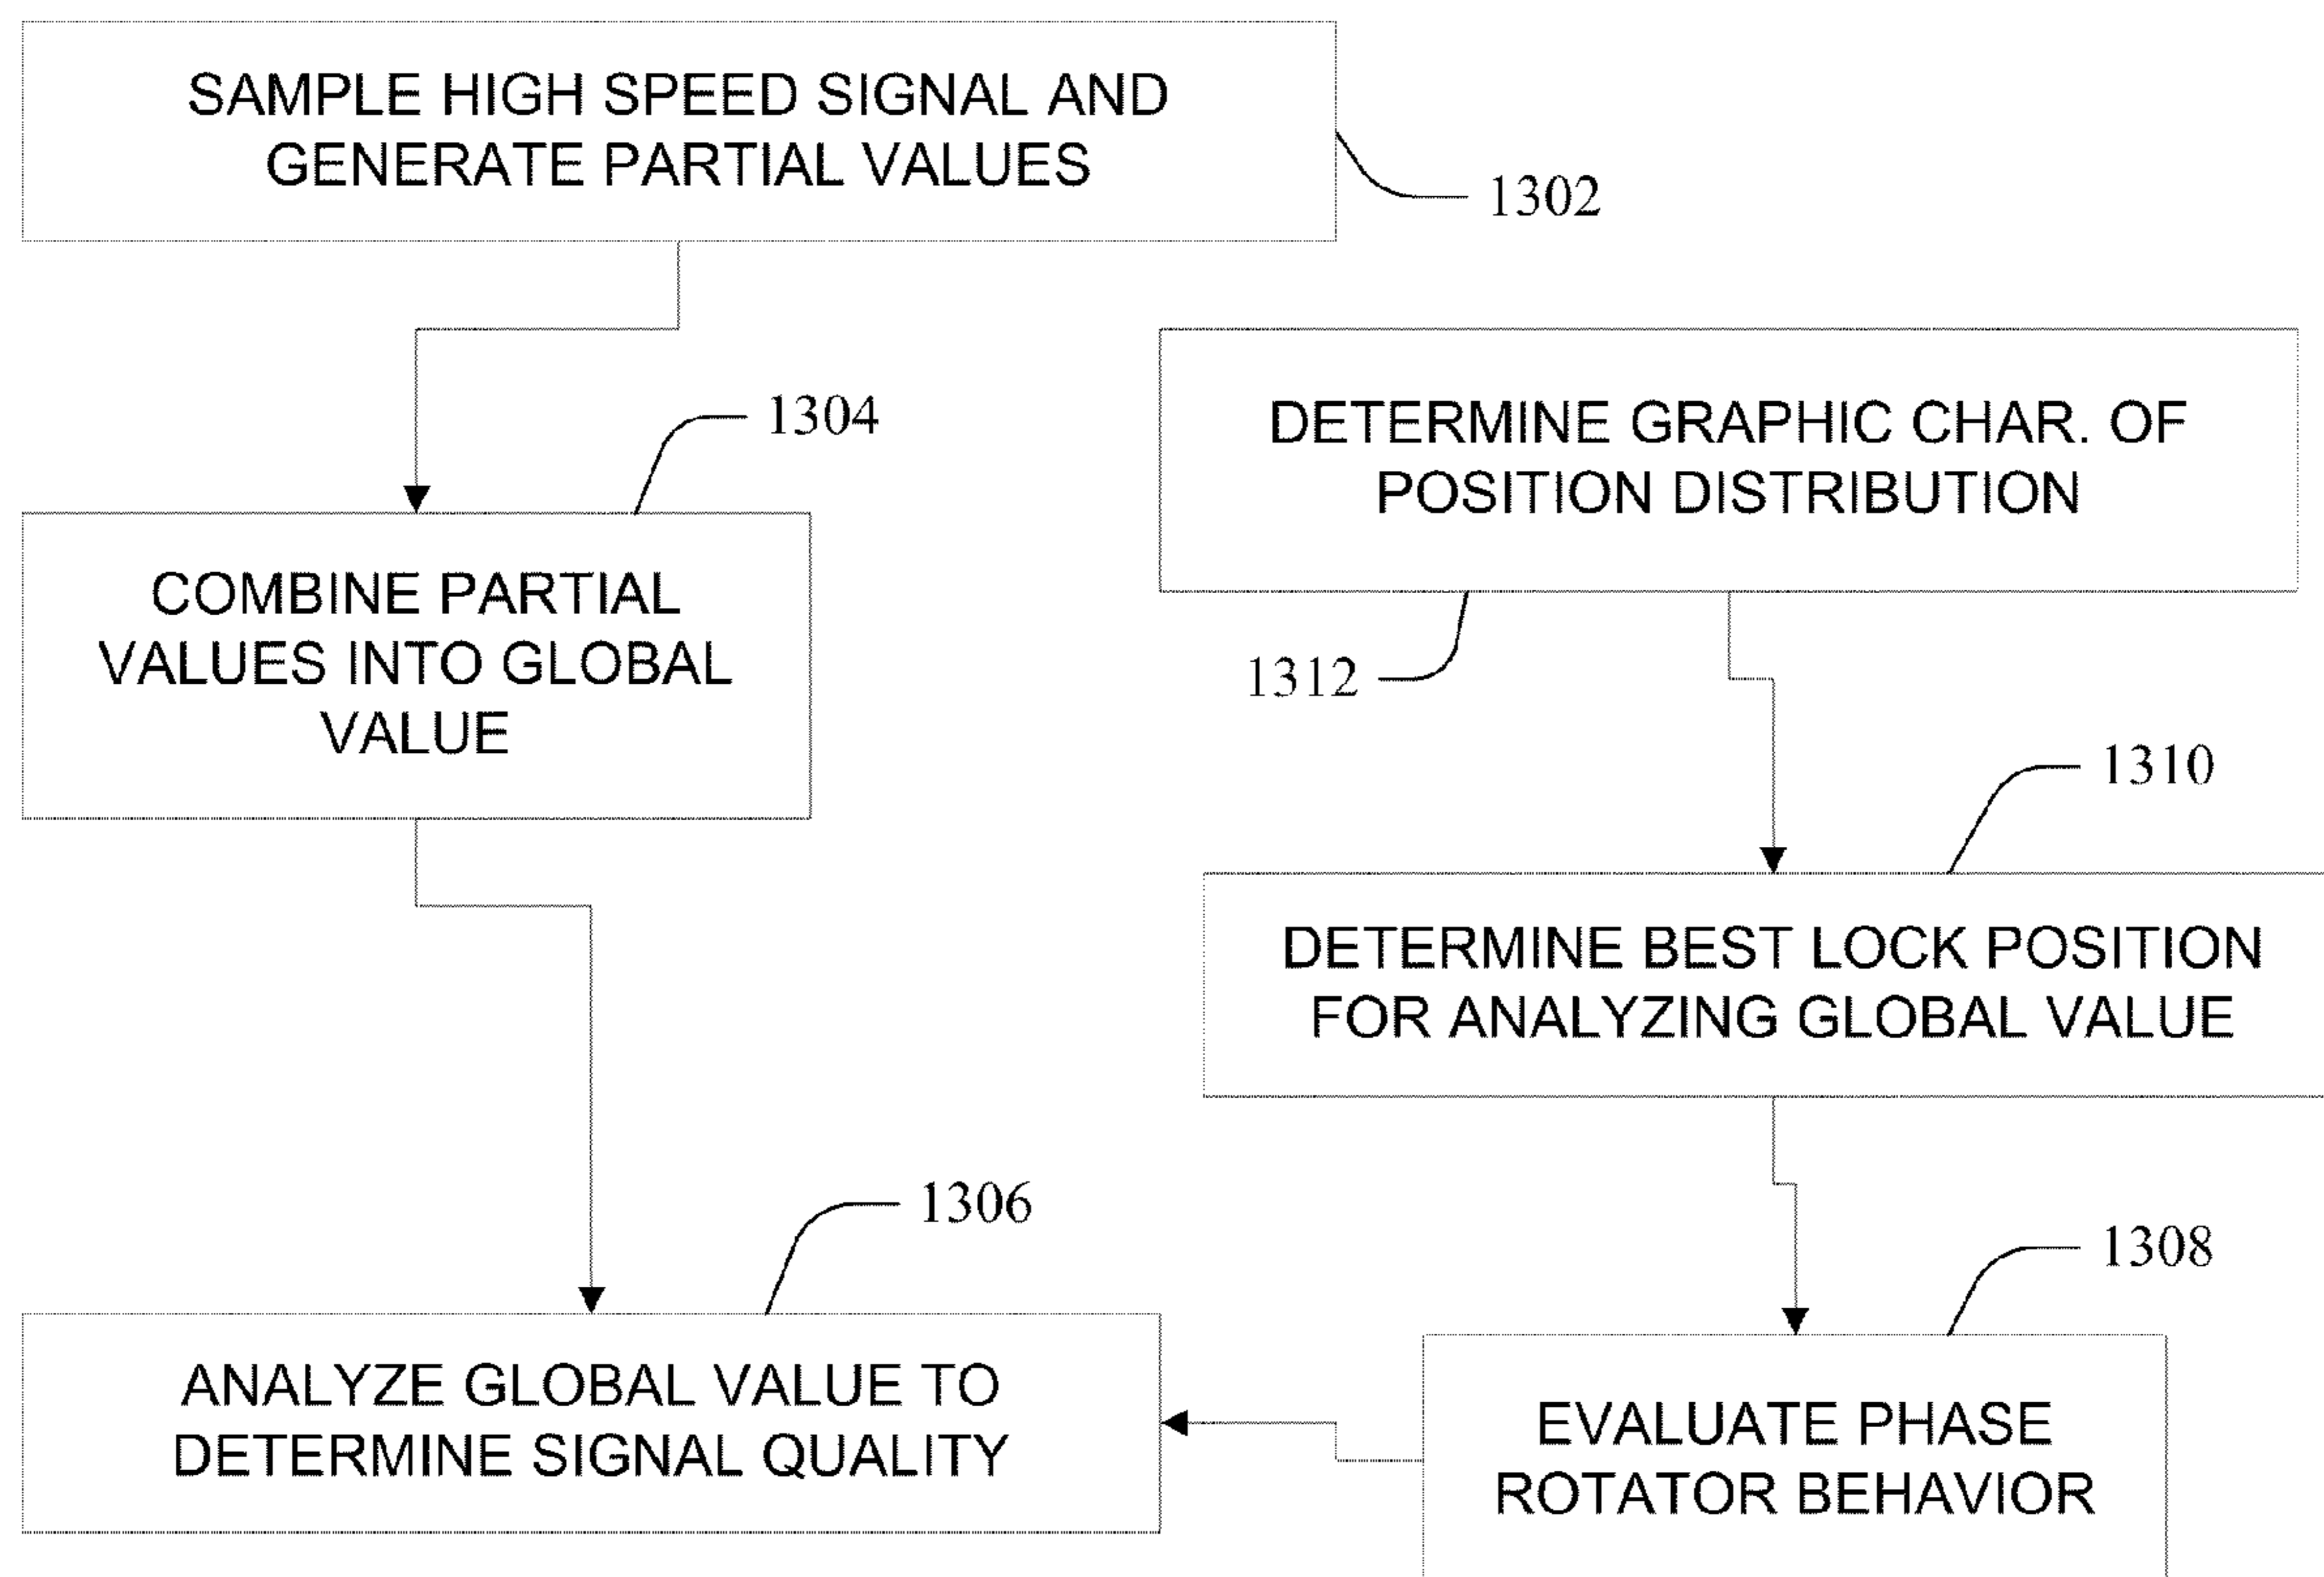 SAMPLE HIGH SPEED SIGNAL AND
GENERATE PARTIAL VALUES
1302
1304
COMBINE PARTIAL
VALUES INTO GLOBAL
VALUE
DETERMINE GRAPHIC CHAR. OF
POSITION DISTRIBUTION
1312
1310
DETERMINE BEST LOCK POSITION
FOR ANALYZING GLOBAL VALUE
1306
ANALYZE GLOBAL VALUE TO
DETERMINE SIGNAL QUALITY
1308
EVALUATE PHASE
ROTATOR BEHAVIOR